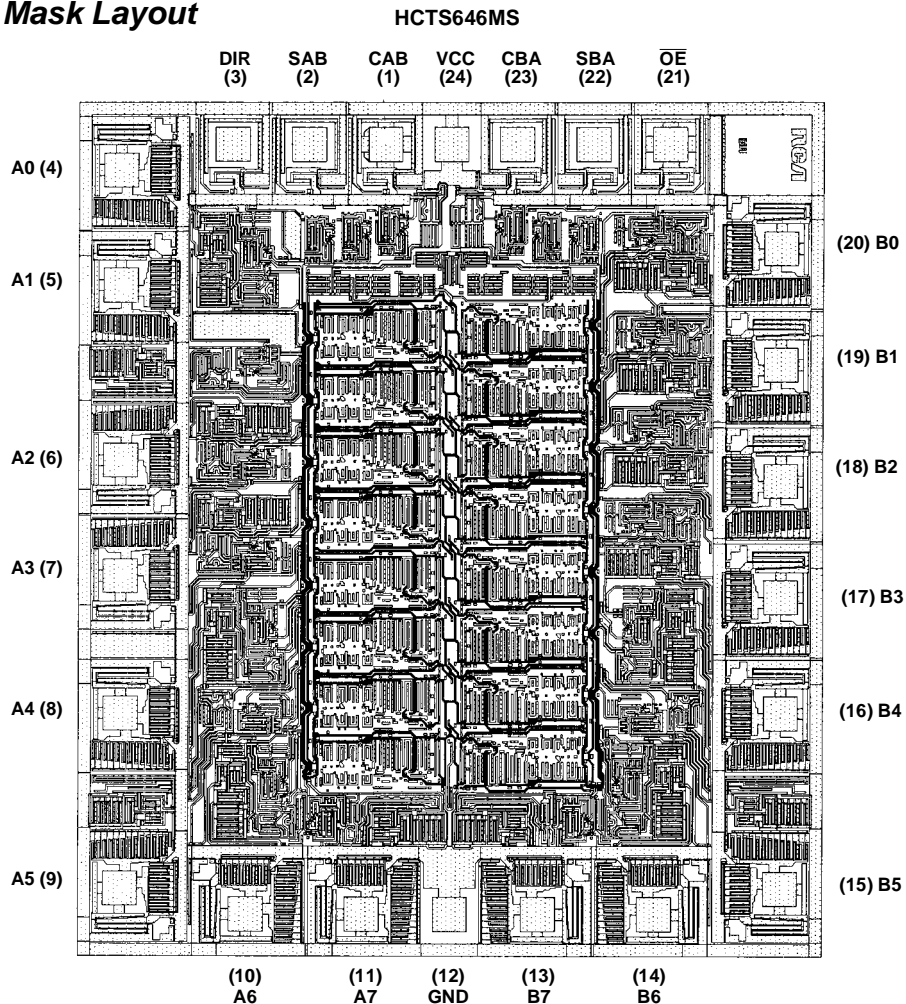 Mask Layout
HCTS646MS
DIR (3)
SAB (2)
CAB (1)
VCC (24)
CBA (23)
SBA (22)
O̅E̅ (21)
RCA
A0 (4)
A1 (5)
A2 (6)
A3 (7)
A4 (8)
A5 (9)
(20) B0
(19) B1
(18) B2
(17) B3
(16) B4
(15) B5
(10) A6
(11) A7
(12) GND
(13) B7
(14) B6